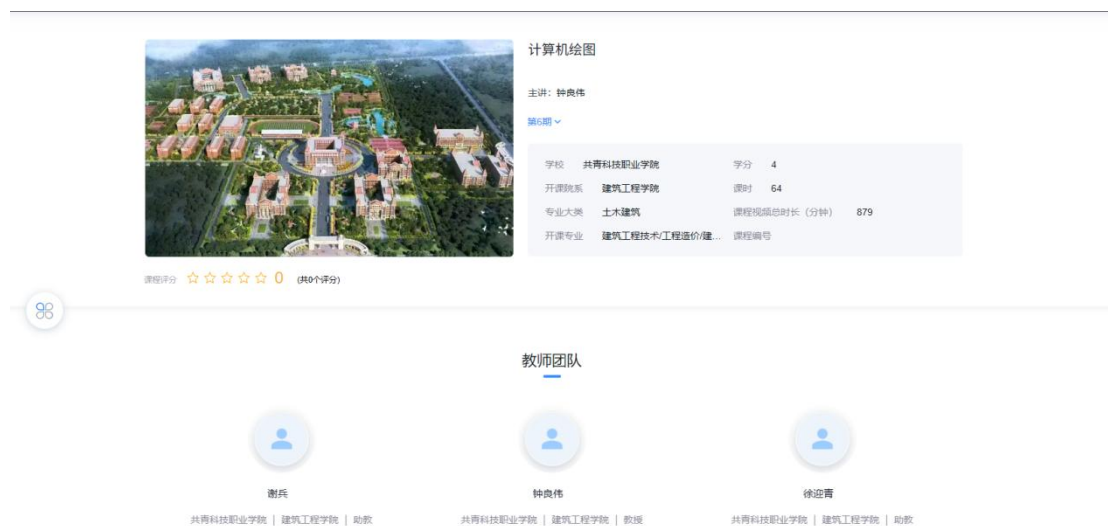 计算机绘图
主讲：钟良伟
第6期
学校 共青科技职业学院 学分 4
开课院系 建筑工程学院 课时 64
专业大类 土木建筑 课程视频总时长（分钟） 879
开课专业 建筑工程技术/工程造价/建... 课程编号
课程评分 0 （共0个评分）
教师团队
谢兵 钟良伟 徐迎青
共青科技职业学院 | 建筑工程学院 | 助教 共青科技职业学院 | 建筑工程学院 | 教授 共青科技职业学院 | 建筑工程学院 | 助教